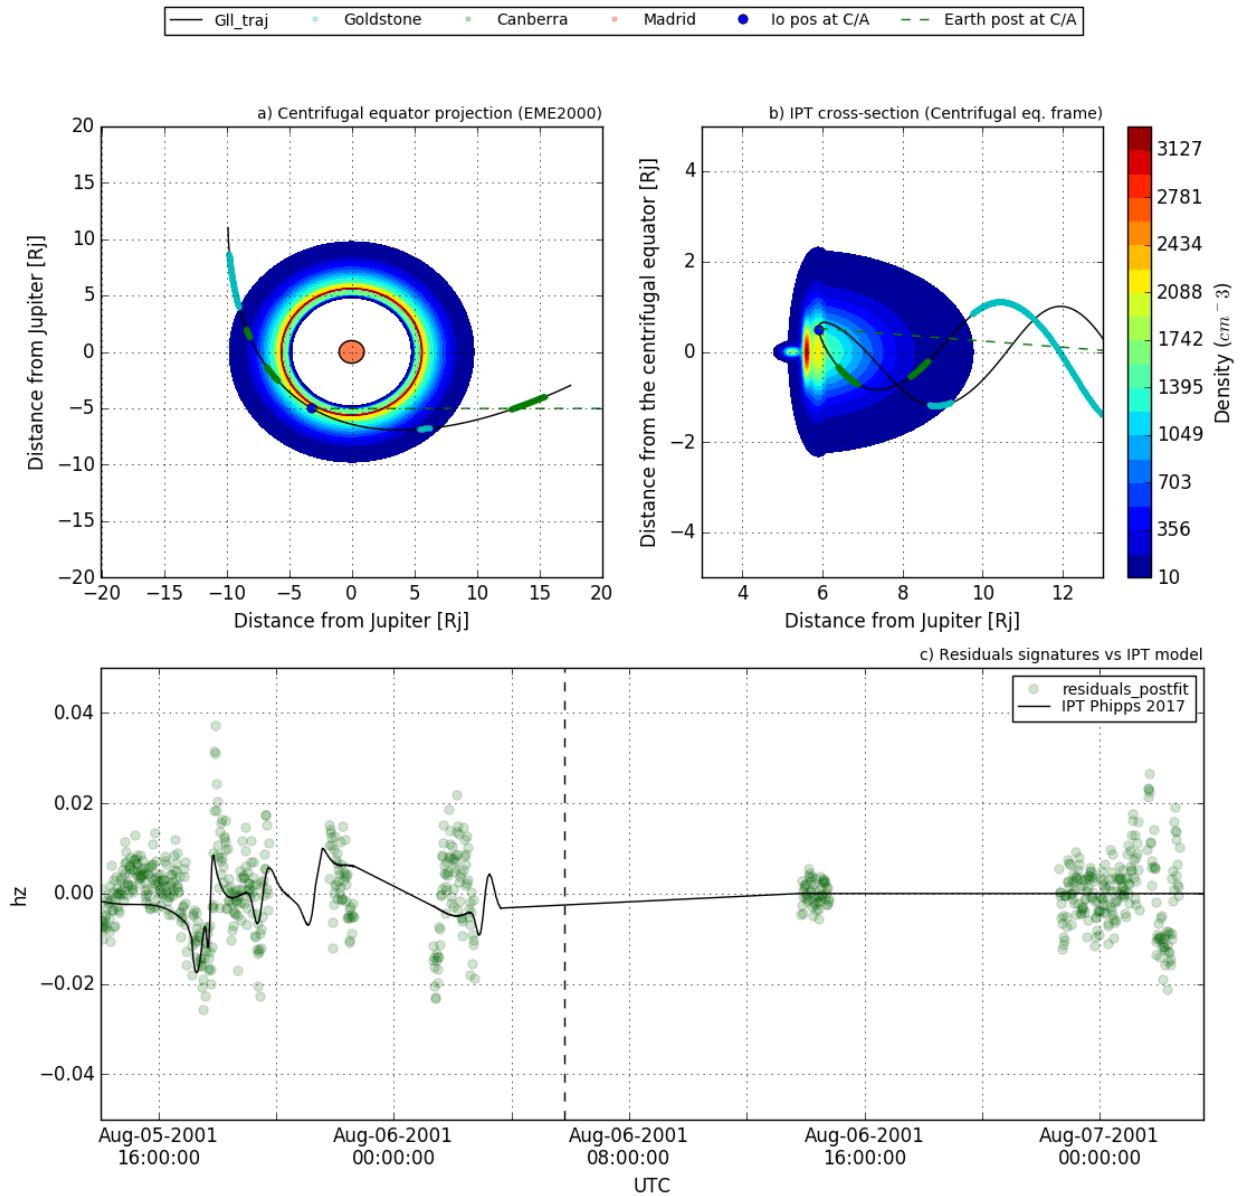 Gll_traj Goldstone Canberra Madrid Io pos at C/A Earth post at C/A
a) Centrifugal equator projection (EME2000)
20
15
10
5
0
−5
−10
−15
−20
−20 −15 −10 −5 0 5 10 15 20
Distance from Jupiter [Rj]
Distance from Jupiter [Rj]
b) IPT cross-section (Centrifugal eq. frame)
4
2
0
−2
−4
4 6 8 10 12
Distance from the centrifugal equator [Rj]
Distance from Jupiter [Rj]
3127
2781
2434
2088
1742
1395
1049
703
356
10
Density (cm⁻3)
c) Residuals signatures vs IPT model
residuals_postfit
IPT Phipps 2017
0.04
0.02
0.00
−0.02
−0.04
hz
Aug-05-2001 Aug-06-2001 Aug-06-2001 Aug-06-2001 Aug-07-2001
16:00:00 00:00:00 08:00:00 16:00:00 00:00:00
UTC